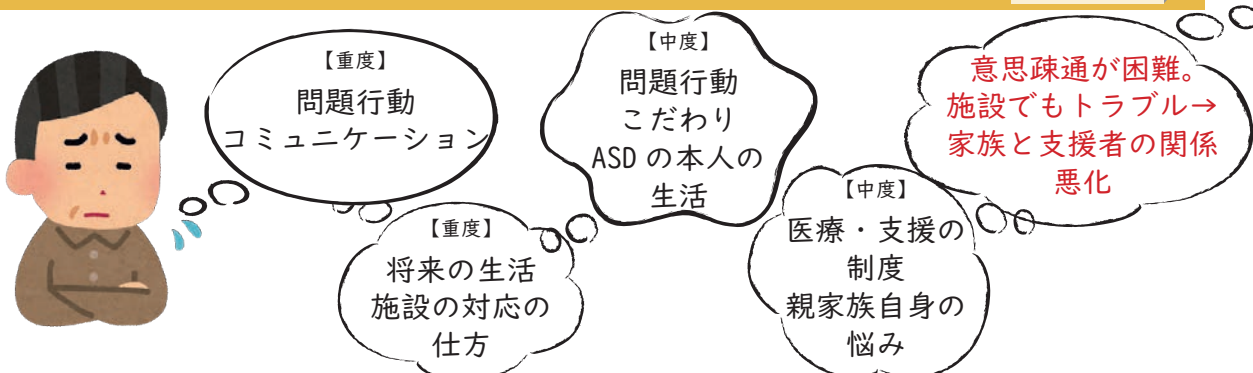 【重度】
問題行動
コミュニケーション
【重度】
将来の生活
施設の対応の
仕方
【中度】
問題行動
こだわり
ASDの本人の
生活
【中度】
医療・支援の
制度
親家族自身の
悩み
意思疎通が困難。
施設でもトラブル→
家族と支援者の関係
悪化